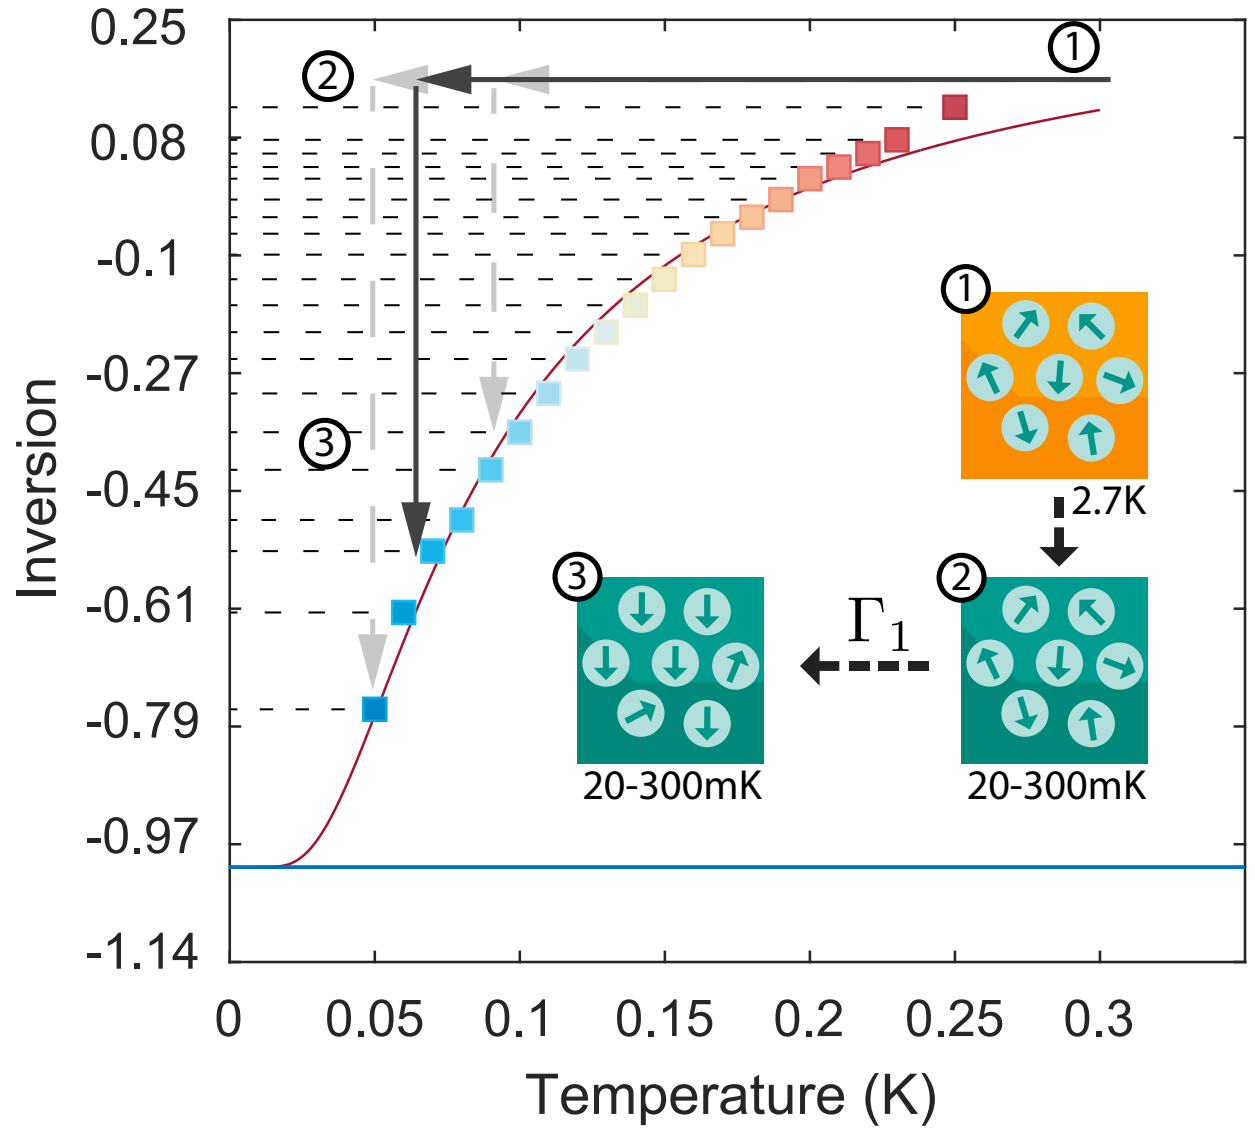 0.25
0.08
-0.1
-0.27
-0.45
-0.61
-0.79
-0.97
-1.14
Inversion
0 0.05 0.1 0.15 0.2 0.25 0.3
Temperature (K)
1
2
3
1
2.7K
3
Γ1
2
20-300mK
20-300mK